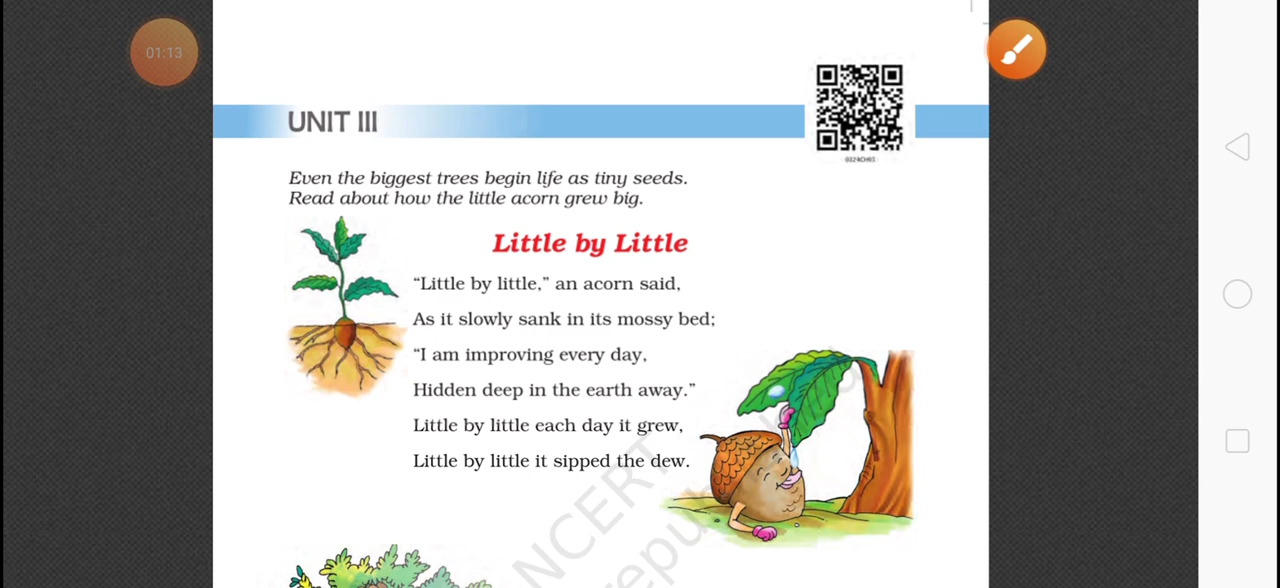 01:13
UNIT III
0324CH03
Even the biggest trees begin life as tiny seeds.
Read about how the little acorn grew big.
Little by Little
“Little by little,” an acorn said,
As it slowly sank in its mossy bed;
“I am improving every day,
Hidden deep in the earth away.”
Little by little each day it grew,
Little by little it sipped the dew.
NCERT
repu